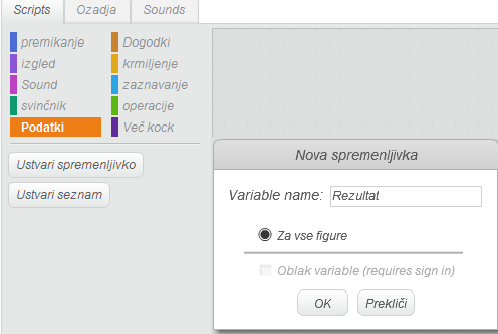 Scripts Ozadja Sounds
premikanje Dogodki
izgled krmiljenje
Sound zaznavanje
svinčnik operacije
Podatki Več kock
Ustvari spremenljivko
Ustvari seznam
Nova spremenljivka
Variable name: Rezultat
Za vse figure
Oblak variable (requires sign in)
OK Prekliči